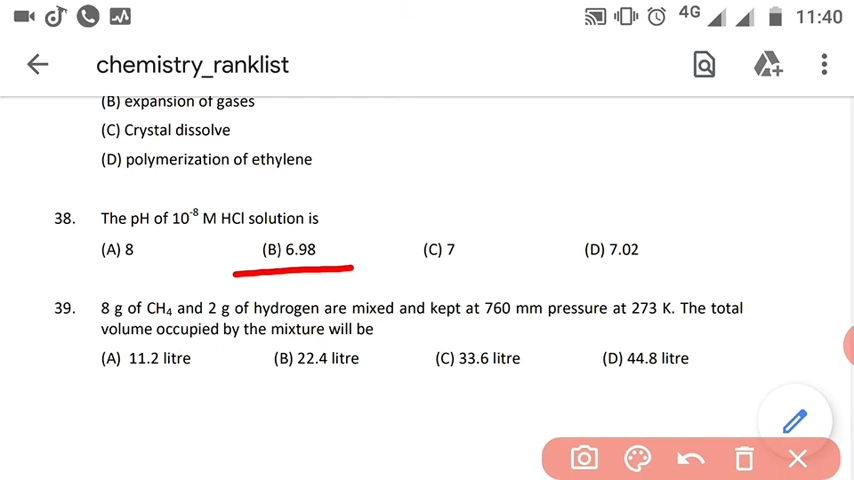 4G 11:40
chemistry_ranklist
(B) expansion of gases
(C) Crystal dissolve
(D) polymerization of ethylene
38. The pH of 10⁻⁸ M HCl solution is
(A) 8 (B) 6.98 (C) 7 (D) 7.02
39. 8 g of CH₄ and 2 g of hydrogen are mixed and kept at 760 mm pressure at 273 K. The total
volume occupied by the mixture will be
(A) 11.2 litre (B) 22.4 litre (C) 33.6 litre (D) 44.8 litre